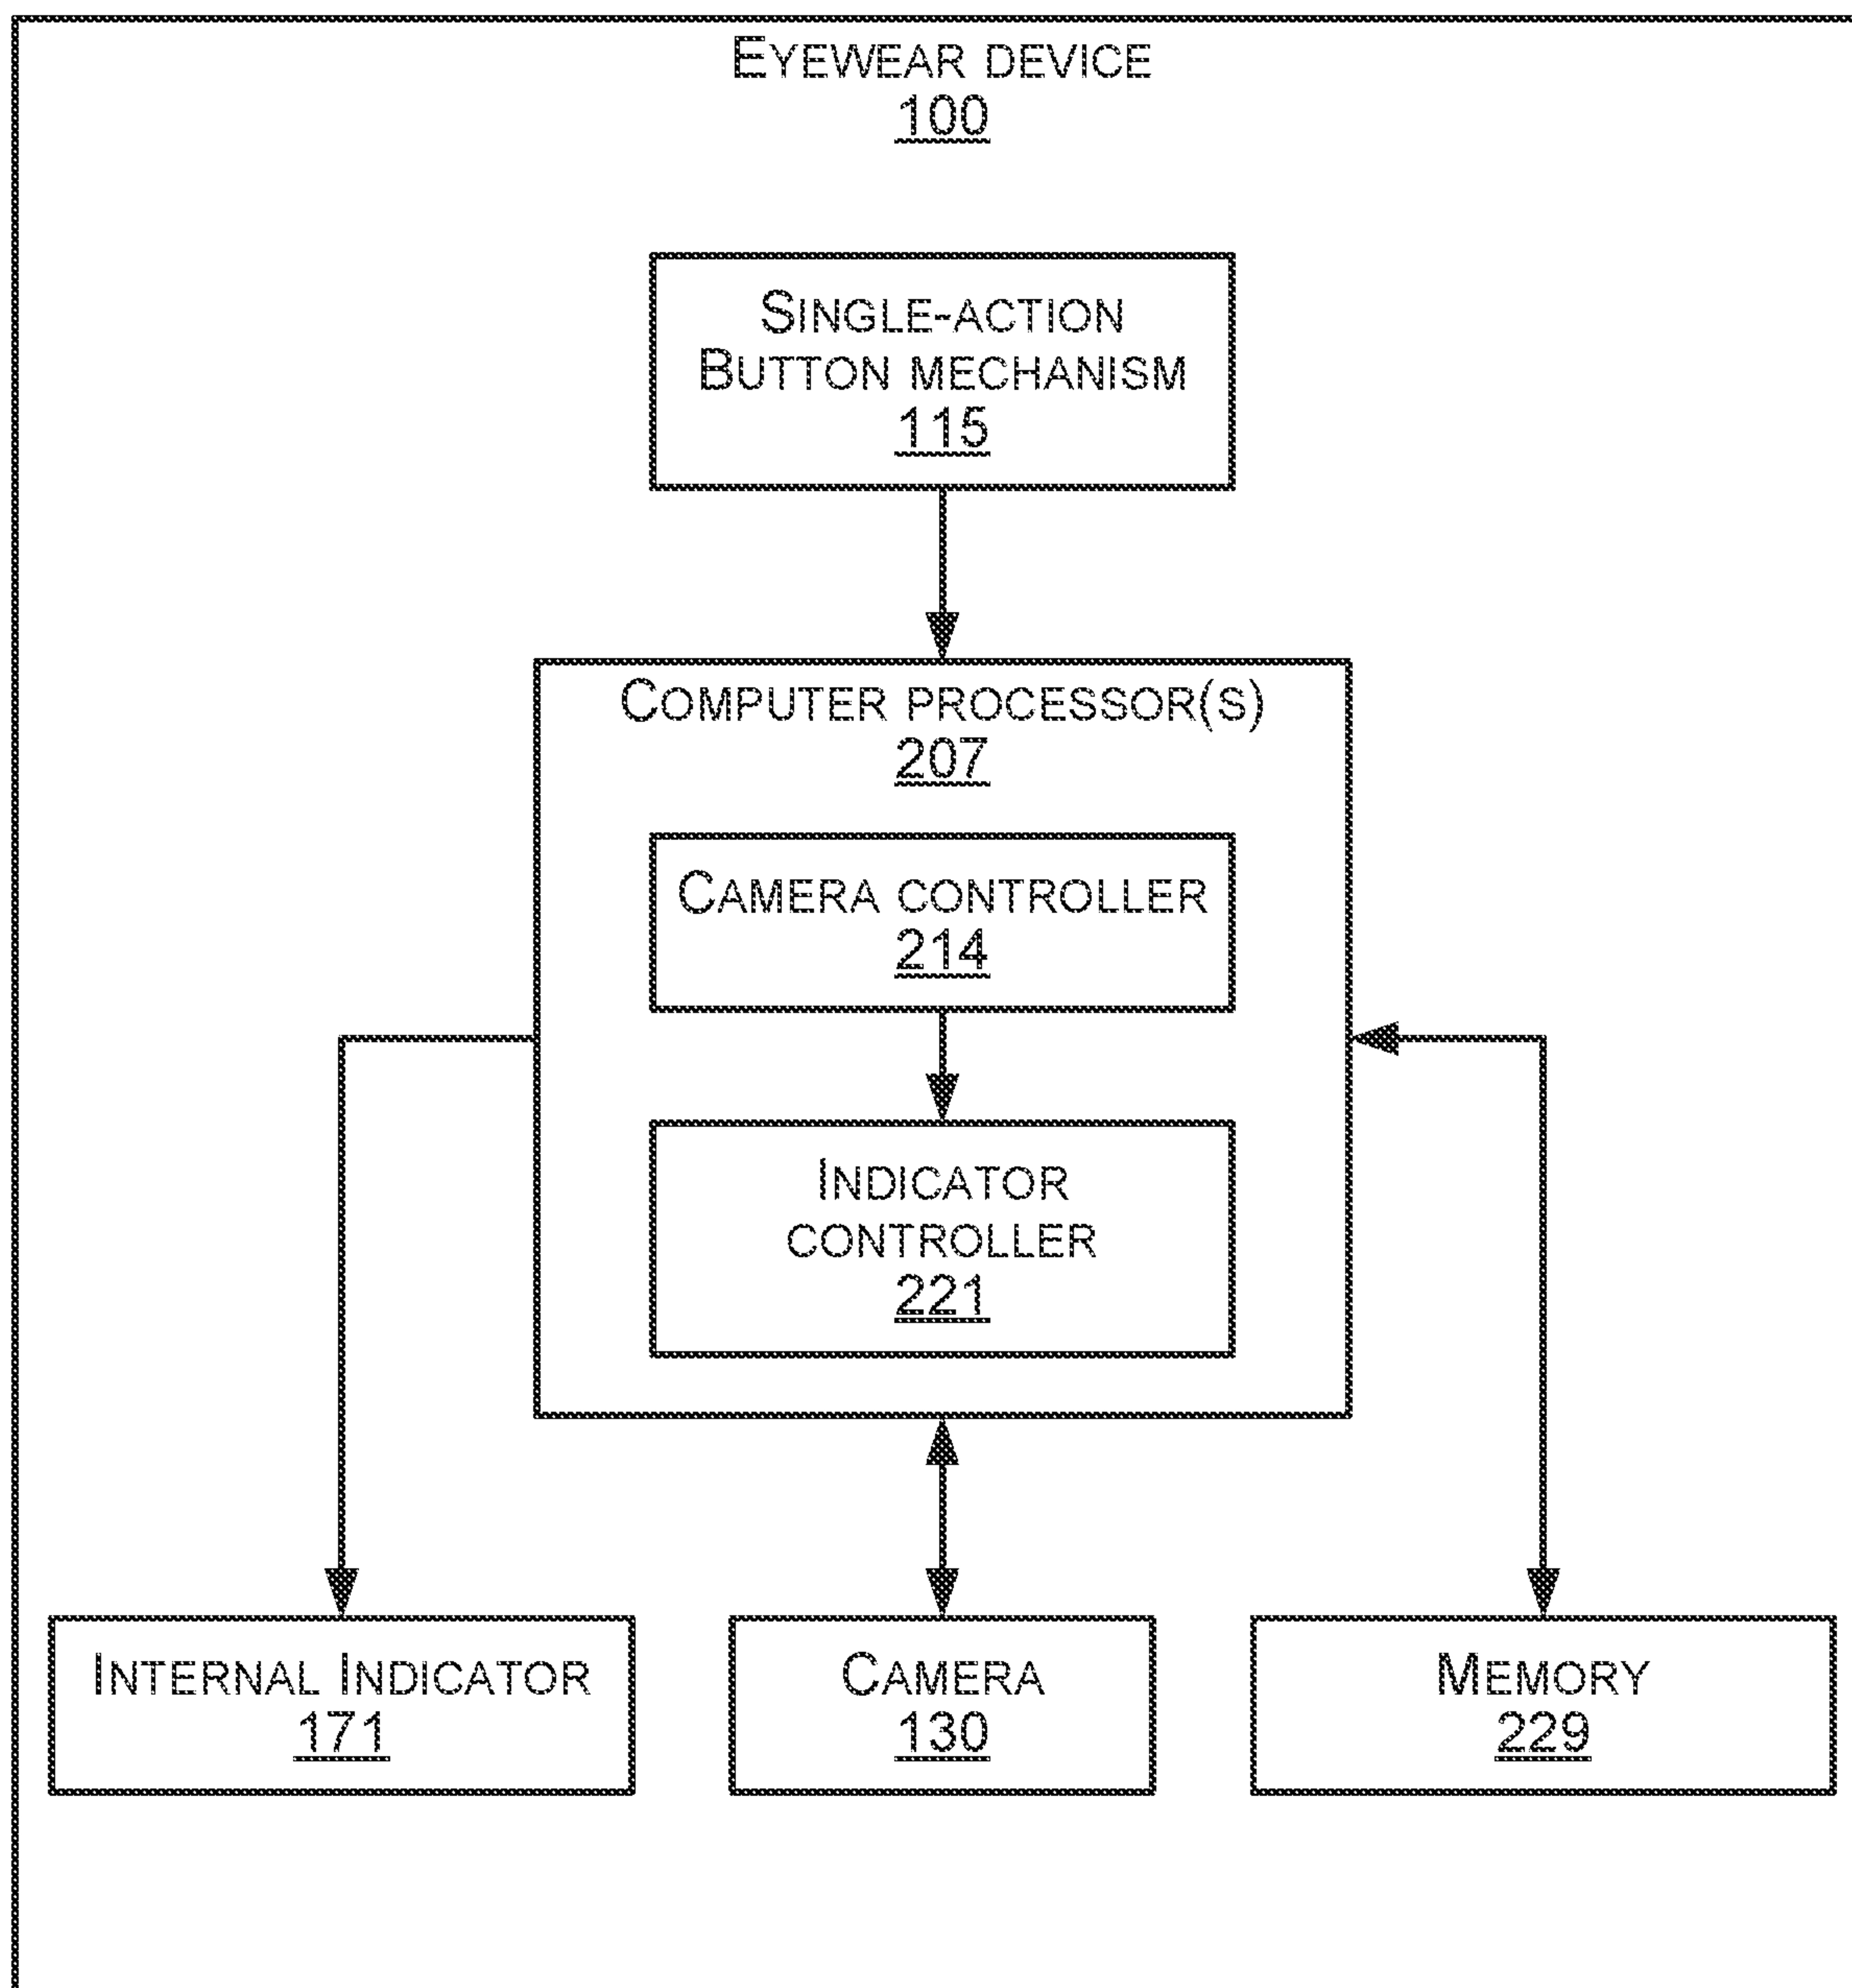 EYEWEAR DEVICE
100
SINGLE-ACTION
BUTTON MECHANISM
115
COMPUTER PROCESSOR(S)
207
CAMERA CONTROLLER
214
INDICATOR
CONTROLLER
221
INTERNAL INDICATOR
171
CAMERA
130
MEMORY
229